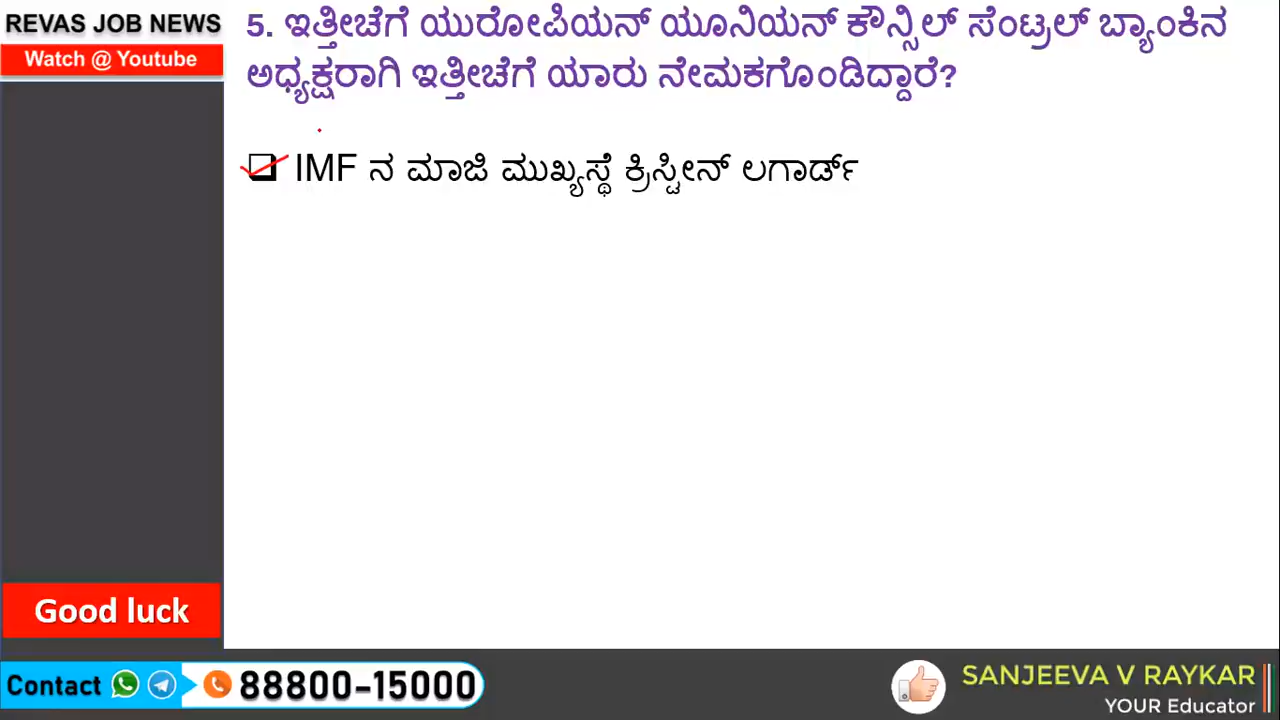 REVAS JOB NEWS
Watch @ Youtube
5. ಇತ್ತೀಚೆಗೆ ಯುರೋಪಿಯನ್ ಯೂನಿಯನ್ ಕೌನ್ಸಿಲ್ ಸೆಂಟ್ರಲ್ ಬ್ಯಾಂಕಿನ
ಅಧ್ಯಕ್ಷರಾಗಿ ಇತ್ತೀಚೆಗೆ ಯಾರು ನೇಮಕಗೊಂಡಿದ್ದಾರೆ?
IMF ನ ಮಾಜಿ ಮುಖ್ಯಸ್ಥೆ ಕ್ರಿಸ್ಟೀನ್ ಲಗಾರ್ಡ್
Good luck
Contact 88800-15000
SANJEEVA V RAYKAR
YOUR Educator